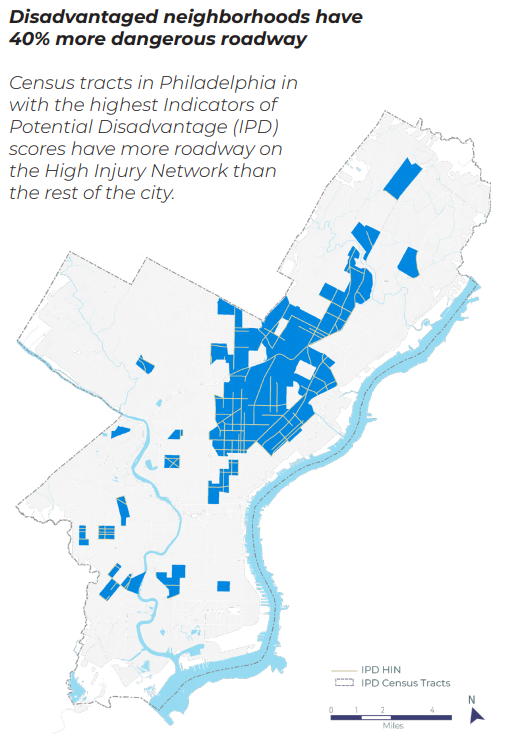 Disadvantaged neighborhoods have
40% more dangerous roadway
Census tracts in Philadelphia in
with the highest Indicators of
Potential Disadvantage (IPD)
scores have more roadway on
the High Injury Network than
the rest of the city.
IPD HIN
IPD Census Tracts
0 1 2 4
Miles
N